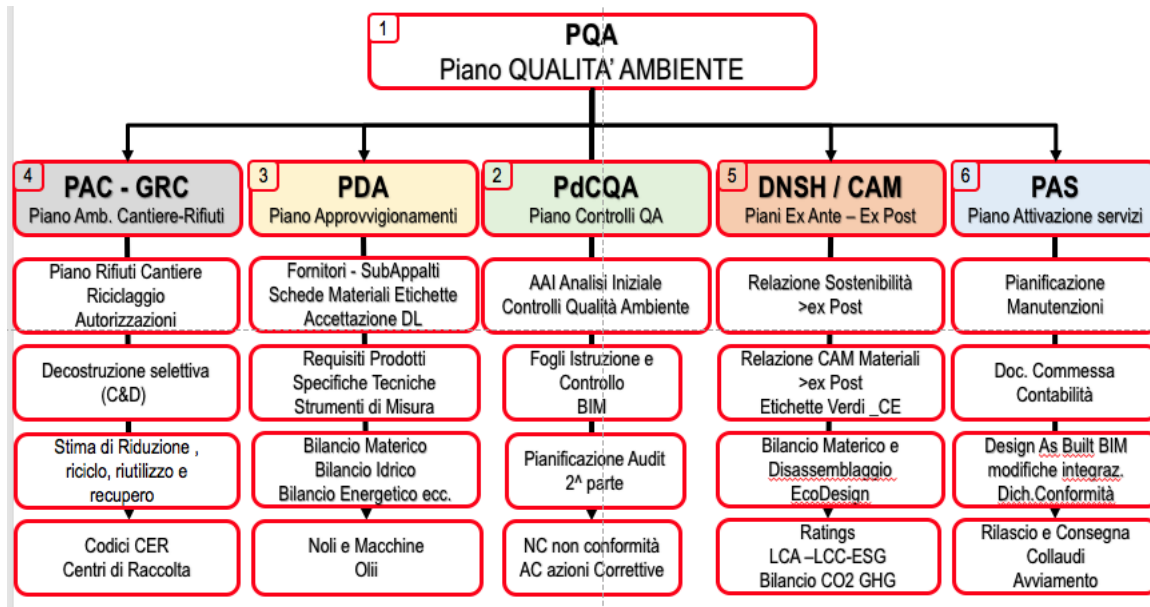 1
PQA
Piano QUALITA' AMBIENTE
4
PAC - GRC
Piano Amb. Cantiere-Rifiuti
Piano Rifiuti Cantiere
Riciclaggio
Autorizzazioni
Decostruzione selettiva
(C&D)
Stima di Riduzione ,
riciclo, riutilizzo e
recupero
Codici CER
Centri di Raccolta
3
PDA
Piano Approvvigionamenti
Fornitori - SubAppalti
Schede Materiali Etichette
Accettazione DL
Requisiti Prodotti
Specifiche Tecniche
Strumenti di Misura
Bilancio Materico
Bilancio Idrico
Bilancio Energetico ecc.
Noli e Macchine
Olii
2
PdCQA
Piano Controlli QA
AAI Analisi Iniziale
Controlli Qualità Ambiente
Fogli Istruzione e
Controllo
BIM
Pianificazione Audit
2^ parte
NC non conformità
AC azioni Correttive
5
DNSH / CAM
Piani Ex Ante – Ex Post
Relazione Sostenibilità
>ex Post
Relazione CAM Materiali
>ex Post
Etichette Verdi _CE
Bilancio Materico e
Disassemblaggio
EcoDesign
Ratings
LCA –LCC-ESG
Bilancio CO2 GHG
6
PAS
Piano Attivazione servizi
Pianificazione
Manutenzioni
Doc. Commessa
Contabilità
Design As Built BIM
modifiche integraz.
Dich.Conformità
Rilascio e Consegna
Collaudi
Avviamento